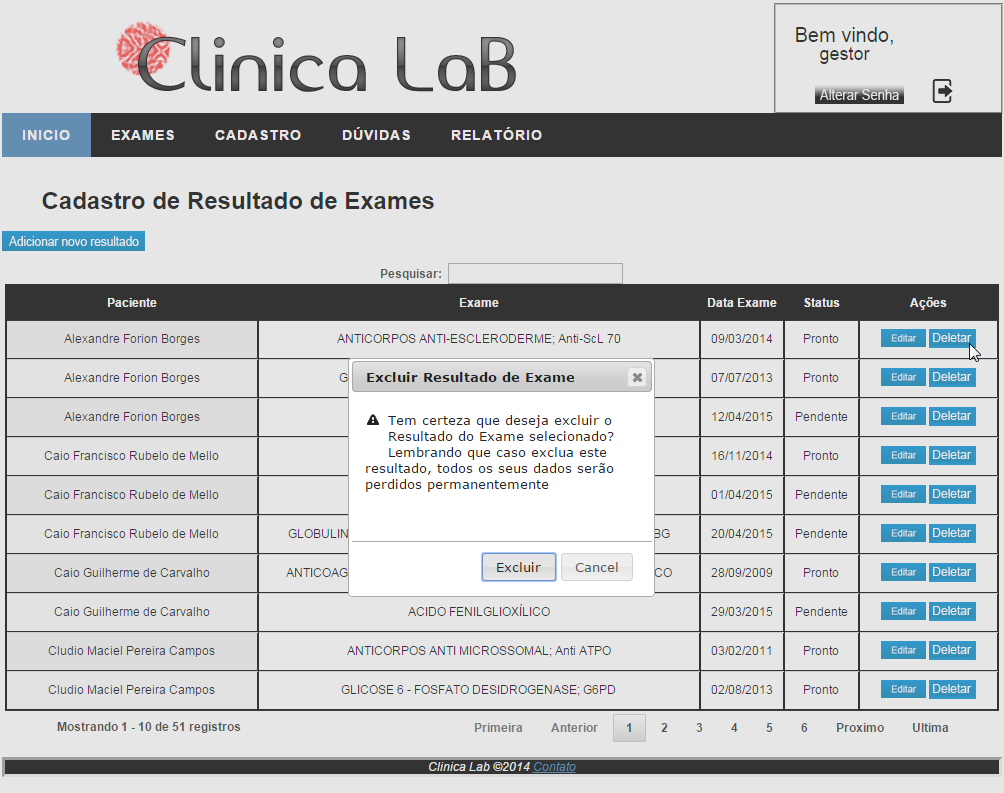 Clinica LaB
Bem vindo,
gestor
Alterar Senha
INICIO EXAMES CADASTRO DÚVIDAS RELATÓRIO
Cadastro de Resultado de Exames
Adicionar novo resultado
Pesquisar:
Paciente Exame Data Exame Status Ações
Alexandre Forion Borges ANTICORPOS ANTI-ESCLERODERME; Anti-ScL 70 09/03/2014 Pronto Editar Deletar
Alexandre Forion Borges G 07/07/2013 Pronto Editar Deletar
Alexandre Forion Borges 12/04/2015 Pendente Editar Deletar
Caio Francisco Rubelo de Mello 16/11/2014 Pronto Editar Deletar
Caio Francisco Rubelo de Mello 01/04/2015 Pendente Editar Deletar
Caio Francisco Rubelo de Mello GLOBULIN BG 20/04/2015 Pendente Editar Deletar
Caio Guilherme de Carvalho ANTICOAG CO 28/09/2009 Pronto Editar Deletar
Caio Guilherme de Carvalho ACIDO FENILGLIOXÍLICO 29/03/2015 Pendente Editar Deletar
Cludio Maciel Pereira Campos ANTICORPOS ANTI MICROSSOMAL; Anti ATPO 03/02/2011 Pronto Editar Deletar
Cludio Maciel Pereira Campos GLICOSE 6 - FOSFATO DESIDROGENASE; G6PD 02/08/2013 Pronto Editar Deletar
Excluir Resultado de Exame
Tem certeza que deseja excluir o
Resultado do Exame selecionado?
Lembrando que caso exclua este
resultado, todos os seus dados serão
perdidos permanentemente
Excluir Cancel
Mostrando 1 - 10 de 51 registros Primeira Anterior 1 2 3 4 5 6 Proximo Ultima
Clinica Lab ©2014 Contato